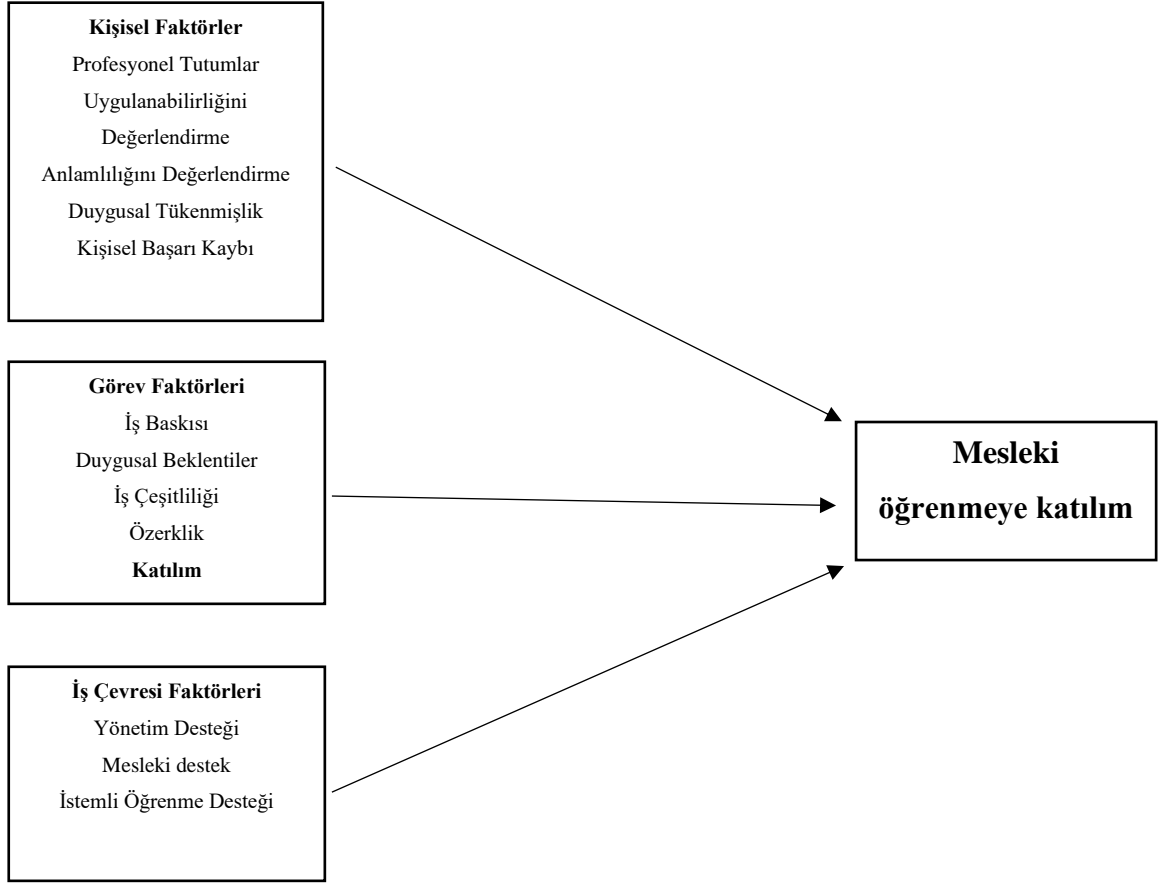 Kişisel Faktörler
Profesyonel Tutumlar
Uygulanabilirliğini
Değerlendirme
Anlamlılığını Değerlendirme
Duygusal Tükenmişlik
Kişisel Başarı Kaybı
Görev Faktörleri
İş Baskısı
Duygusal Beklentiler
İş Çeşitliliği
Özerklik
Katılım
İş Çevresi Faktörleri
Yönetim Desteği
Mesleki destek
İstemli Öğrenme Desteği
Mesleki
öğrenmeye katılım